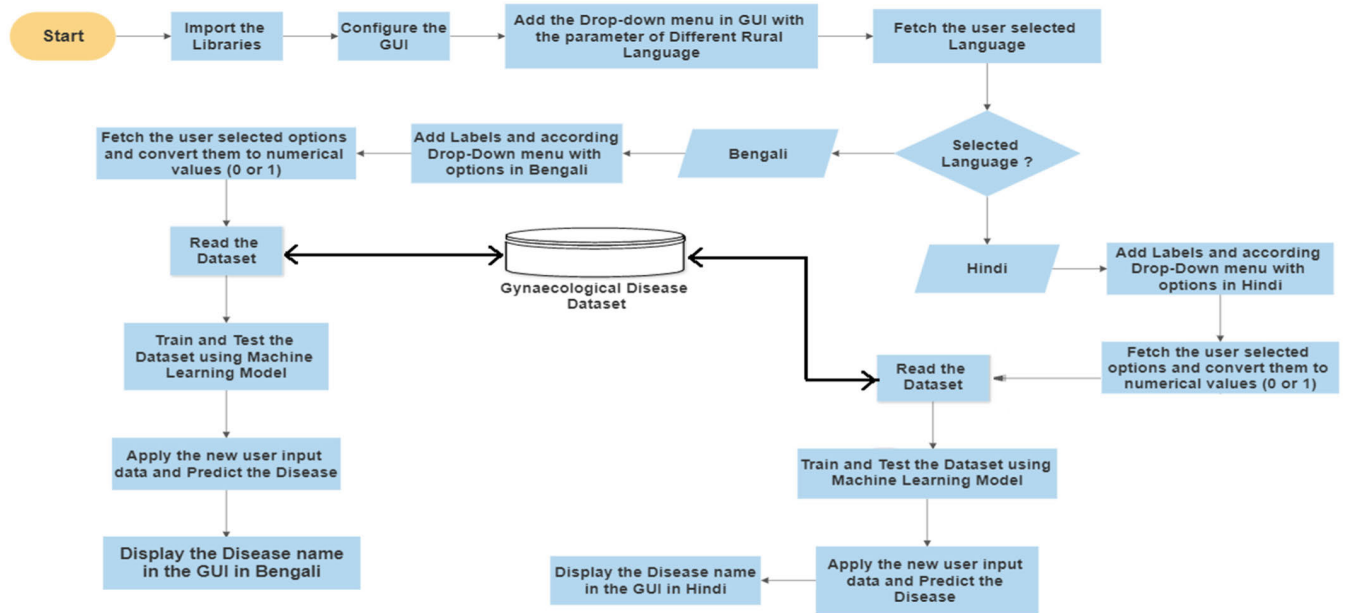 Start
Import the
Libraries
Configure the
GUI
Add the Drop-down menu in GUI with
the parameter of Different Rural
Language
Fetch the user selected
Language
Selected
Language ?
Bengali
Add Labels and according
Drop-Down menu with
options in Bengali
Fetch the user selected options
and convert them to numerical
values (0 or 1)
Read the
Dataset
Gynaecological Disease
Dataset
Train and Test the
Dataset using Machine
Learning Model
Apply the new user input
data and Predict the Disease
Display the Disease name
in the GUI in Bengali
Hindi
Add Labels and according
Drop-Down menu with
options in Hindi
Fetch the user selected
options and convert them to
numerical values (0 or 1)
Read the
Dataset
Train and Test the Dataset using
Machine Learning Model
Apply the new user input
data and Predict the
Disease
Display the Disease name
in the GUI in Hindi